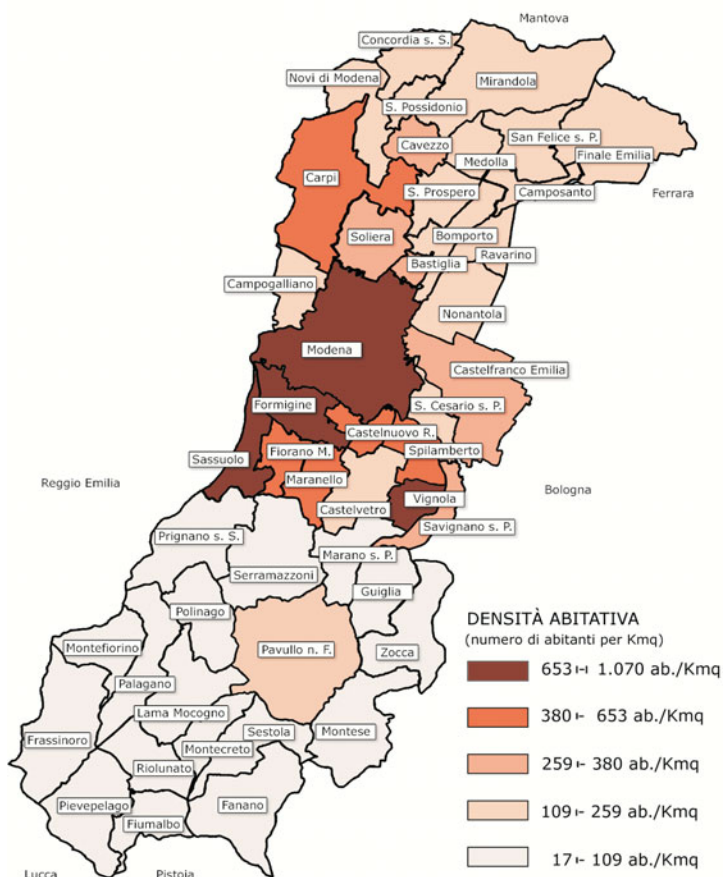 Mantova
Concordia s. S.
Novi di Modena
Mirandola
S. Possidonio
San Felice s. P.
Cavezzo
Medolla
Finale Emilia
Carpi
S. Prospero
Camposanto
Ferrara
Soliera
Bomporto
Ravarino
Bastiglia
Campogalliano
Nonantola
Modena
Castelfranco Emilia
Formigine
S. Cesario s. P.
Castelnuovo R.
Fiorano M.
Spilamberto
Sassuolo
Maranello
Reggio Emilia
Vignola
Bologna
Castelvetro
Savignano s. P.
Prignano s. S.
Marano s. P.
Serramazzoni
Guiglia
Polinago
Montefiorino
Pavullo n. F.
Zocca
Palagano
Lama Mocogno
Sestola
Montese
Frassinoro
Montecreto
Riolunato
Pievepelago
Fanano
Fiumalbo
Lucca
Pistoia
DENSITÀ ABITATIVA
(numero di abitanti per Kmq)
653 ⊢⊣ 1.070 ab./Kmq
380 ⊢ 653 ab./Kmq
259 ⊢ 380 ab./Kmq
109 ⊢ 259 ab./Kmq
17 ⊢ 109 ab./Kmq